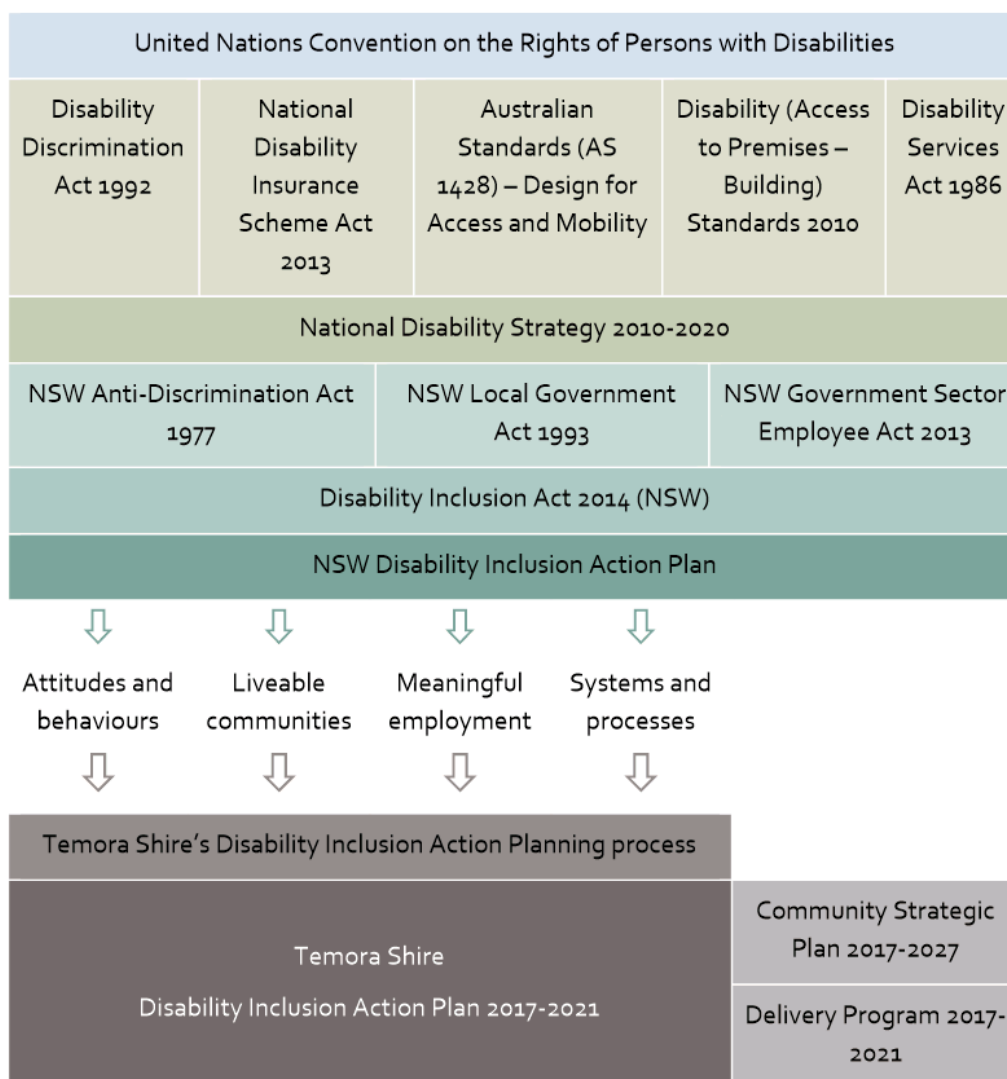 United Nations Convention on the Rights of Persons with Disabilities
Disability
Discrimination
Act 1992
National
Disability
Insurance
Scheme Act
2013
Australian
Standards (AS
1428) – Design for
Access and Mobility
Disability (Access
to Premises –
Building)
Standards 2010
Disability
Services
Act 1986
National Disability Strategy 2010-2020
NSW Anti-Discrimination Act
1977
NSW Local Government
Act 1993
NSW Government Sector
Employee Act 2013
Disability Inclusion Act 2014 (NSW)
NSW Disability Inclusion Action Plan
Attitudes and
behaviours
Liveable
communities
Meaningful
employment
Systems and
processes
Temora Shire’s Disability Inclusion Action Planning process
Temora Shire
Disability Inclusion Action Plan 2017-2021
Community Strategic
Plan 2017-2027
Delivery Program 2017-
2021